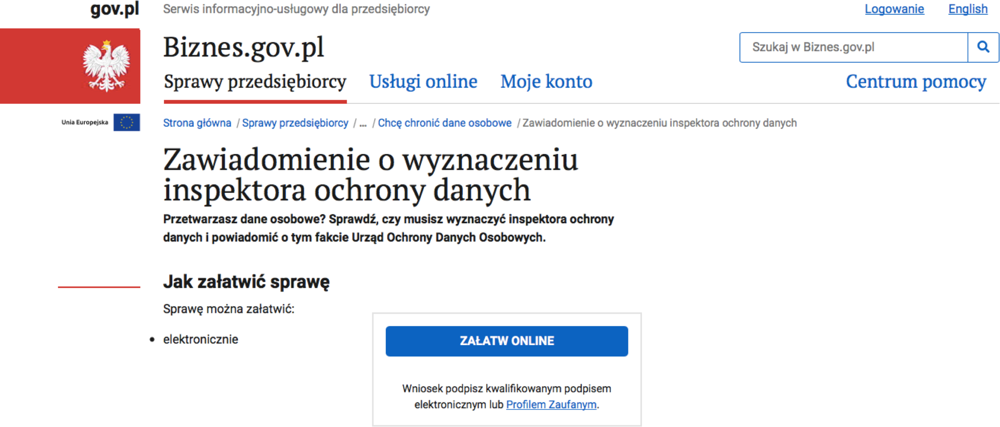 gov.pl
Serwis informacyjno-usługowy dla przedsiębiorcy
Logowanie
English
Biznes.gov.pl
Szukaj w Biznes.gov.pl
Sprawy przedsiębiorcy
Usługi online
Moje konto
Centrum pomocy
Unia Europejska
Strona główna / Sprawy przedsiębiorcy / ... / Chcę chronić dane osobowe / Zawiadomienie o wyznaczeniu inspektora ochrony danych
Zawiadomienie o wyznaczeniu
inspektora ochrony danych
Przetwarzasz dane osobowe? Sprawdź, czy musisz wyznaczyć inspektora ochrony
danych i powiadomić o tym fakcie Urząd Ochrony Danych Osobowych.
Jak załatwić sprawę
Sprawę można załatwić:
• elektronicznie
ZAŁATW ONLINE
Wniosek podpisz kwalifikowanym podpisem
elektronicznym lub Profilem Zaufanym.